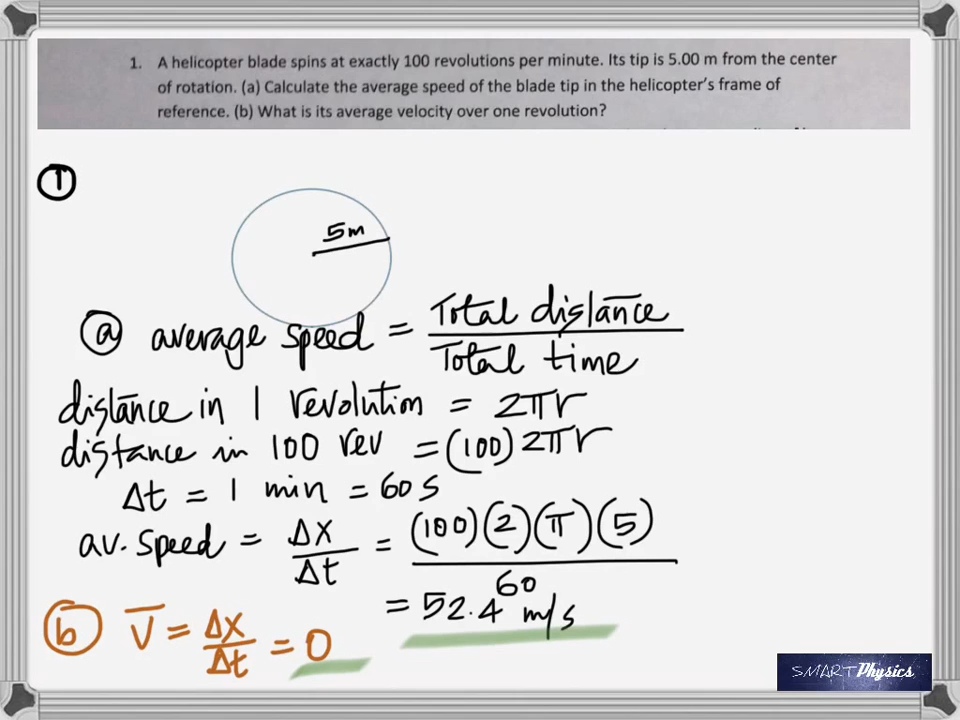 1. A helicopter blade spins at exactly 100 revolutions per minute. Its tip is 5.00 m from the center
of rotation. (a) Calculate the average speed of the blade tip in the helicopter's frame of
reference. (b) What is its average velocity over one revolution?
①
5m
ⓐ average speed = Total distance / Total time
distance in 1 revolution = 2πr
distance in 100 rev = (100) 2πr
Δt = 1 min = 60 s
av. speed = Δx / Δt = (100)(2)(π)(5) / 60
= 52.4 m/s
ⓑ V̅ = Δx / Δt = 0
SMART Physics